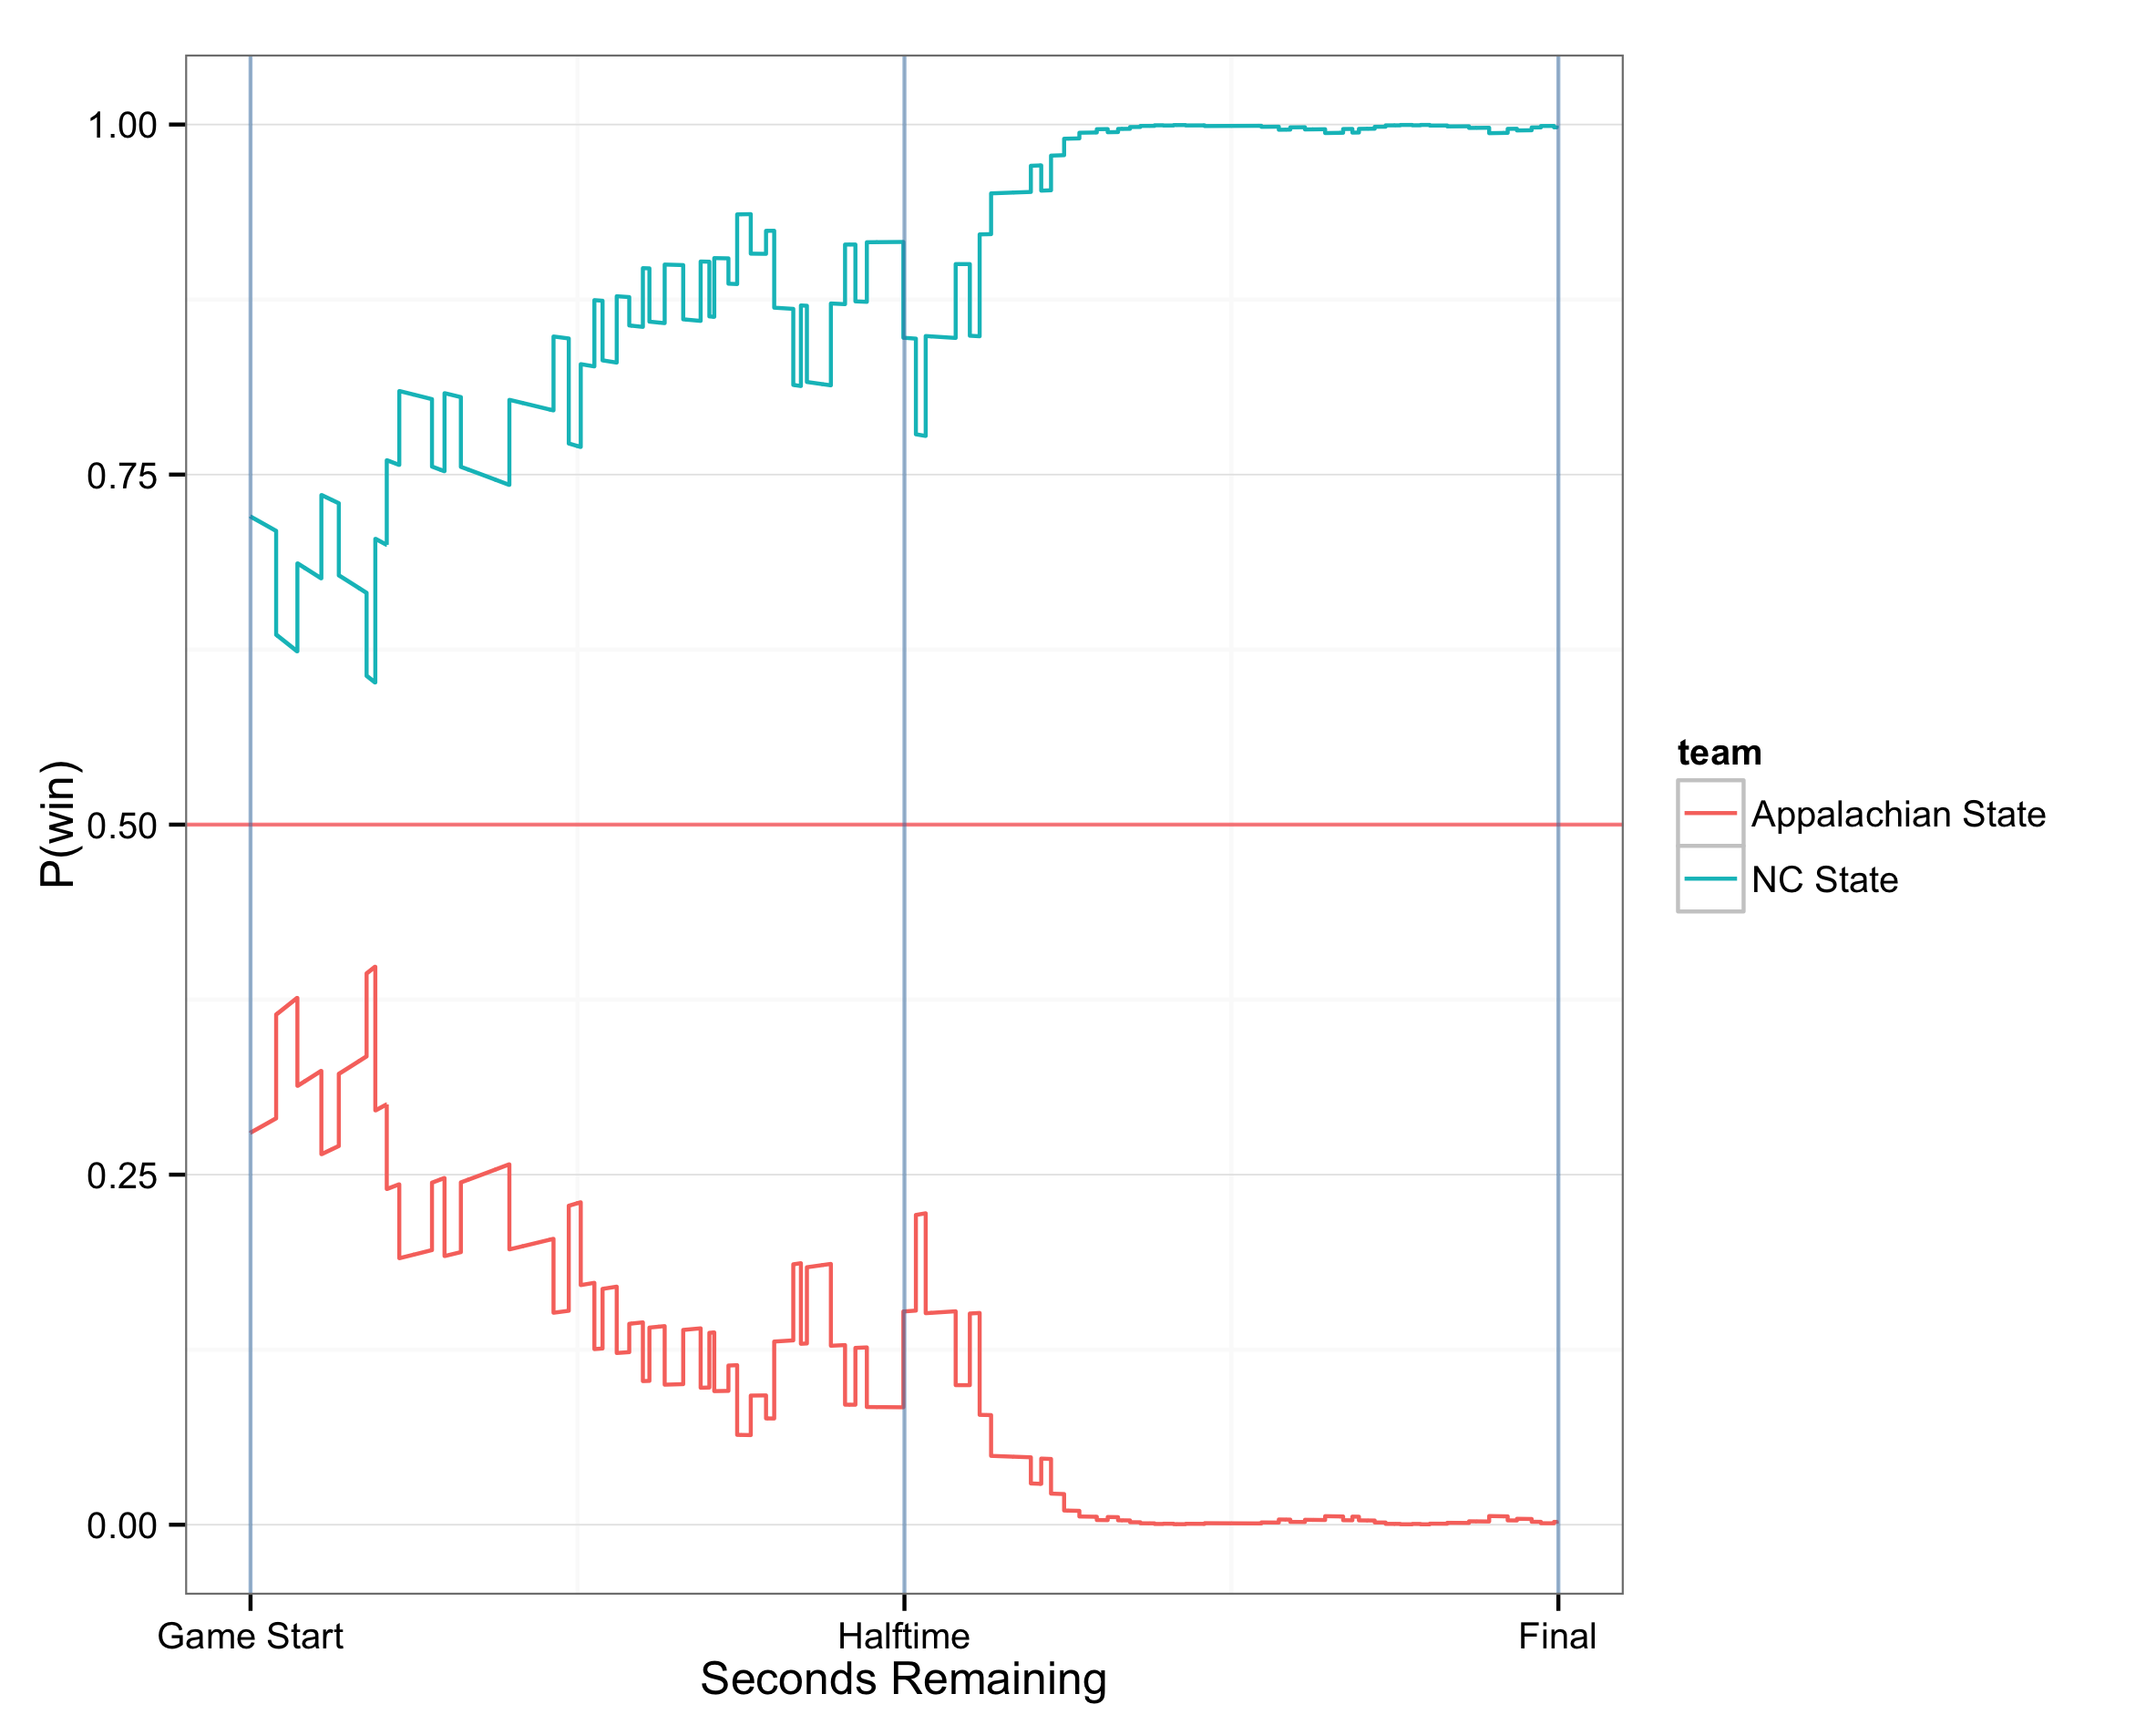 1.00
0.75
0.50
0.25
0.00
P(win)
Game Start
Halftime
Final
Seconds Remaining
team
Appalachian State
NC State